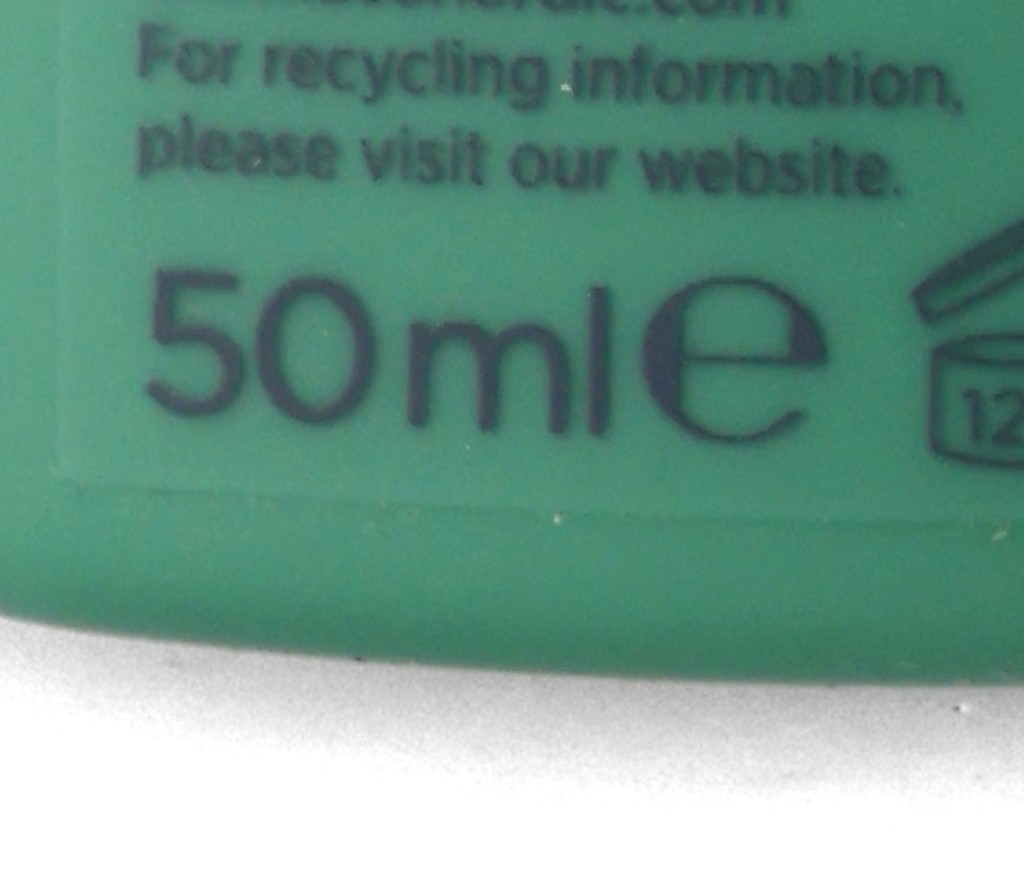 For recycling information,
please visit our website.
50ml e
12